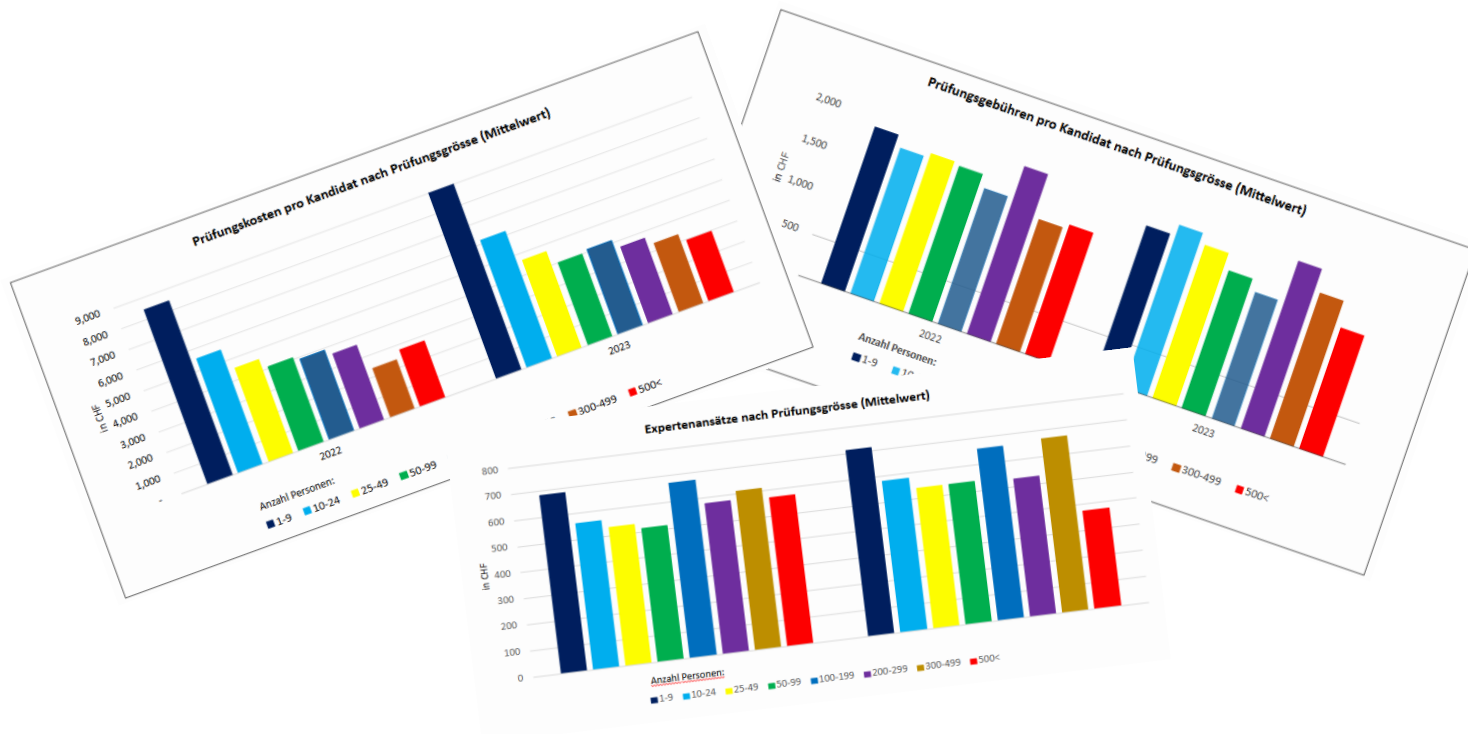 Prüfungskosten pro Kandidat nach Prüfungsgrösse (Mittelwert)
9,000
8,000
7,000
6,000
5,000
4,000
3,000
2,000
1,000
-
in CHF
2022
2023
Anzahl Personen:
1-9 10-24 25-49 50-99
300-499 500<
Prüfungsgebühren pro Kandidat nach Prüfungsgrösse (Mittelwert)
2,000
1,500
1,000
500
in CHF
2022
2023
Anzahl Personen:
1-9
300-499 500<
Expertenansätze nach Prüfungsgrösse (Mittelwert)
800
700
600
500
400
300
200
100
0
in CHF
Anzahl Personen:
1-9 10-24 25-49 50-99 100-199 200-299 300-499 500<